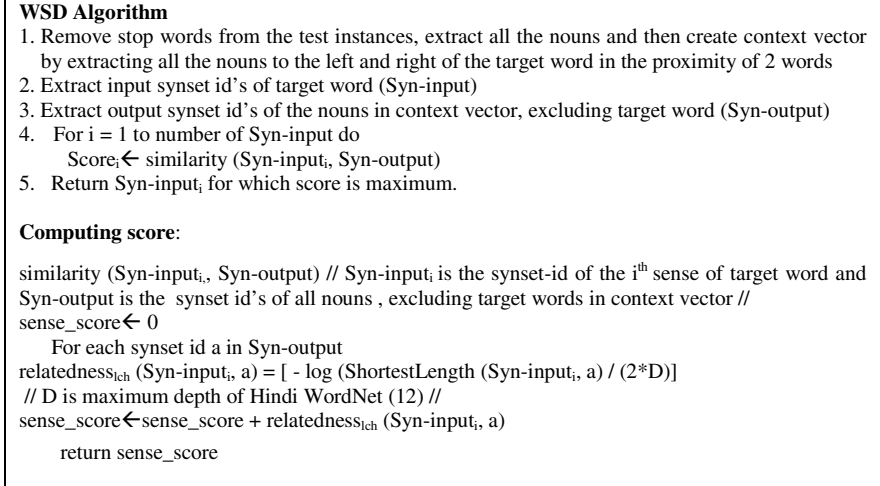 WSD Algorithm
1. Remove stop words from the test instances, extract all the nouns and then create context vector
by extracting all the nouns to the left and right of the target word in the proximity of 2 words
2. Extract input synset id's of target word (Syn-input)
3. Extract output synset id's of the nouns in context vector, excluding target word (Syn-output)
4. For i = 1 to number of Syn-input do
Scoreᵢ← similarity (Syn-inputᵢ, Syn-output)
5. Return Syn-inputᵢ for which score is maximum.
Computing score:
similarity (Syn-inputᵢ,, Syn-output) // Syn-inputᵢ is the synset-id of the iᵗʰ sense of target word and
Syn-output is the synset id's of all nouns , excluding target words in context vector //
sense_score← 0
For each synset id a in Syn-output
relatednessₗcₕ (Syn-inputᵢ, a) = [ - log (ShortestLength (Syn-inputᵢ, a) / (2*D)]
// D is maximum depth of Hindi WordNet (12) //
sense_score←sense_score + relatednessₗcₕ (Syn-inputᵢ, a)
return sense_score